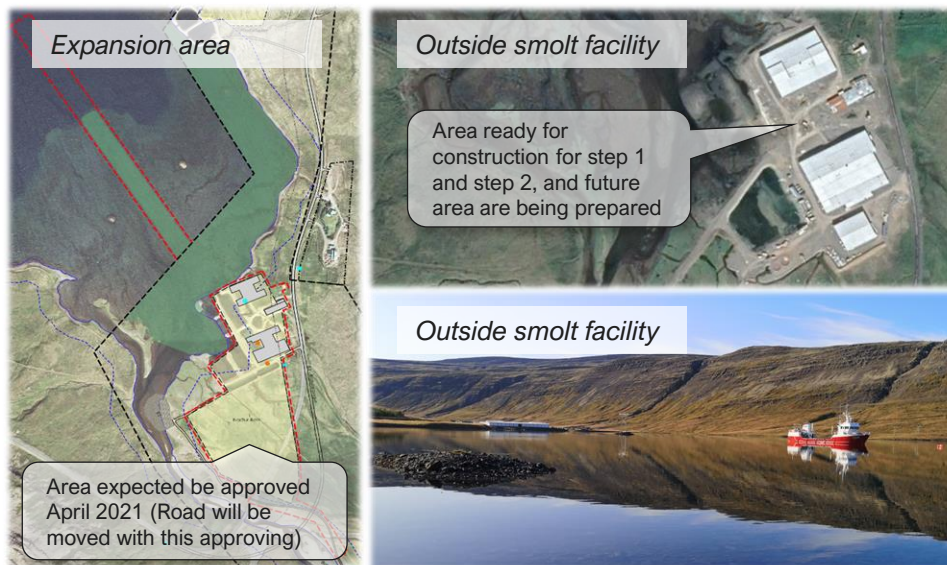 Expansion area
Area expected be approved
April 2021 (Road will be
moved with this approving)
Outside smolt facility
Area ready for
construction for step 1
and step 2, and future
area are being prepared
Outside smolt facility